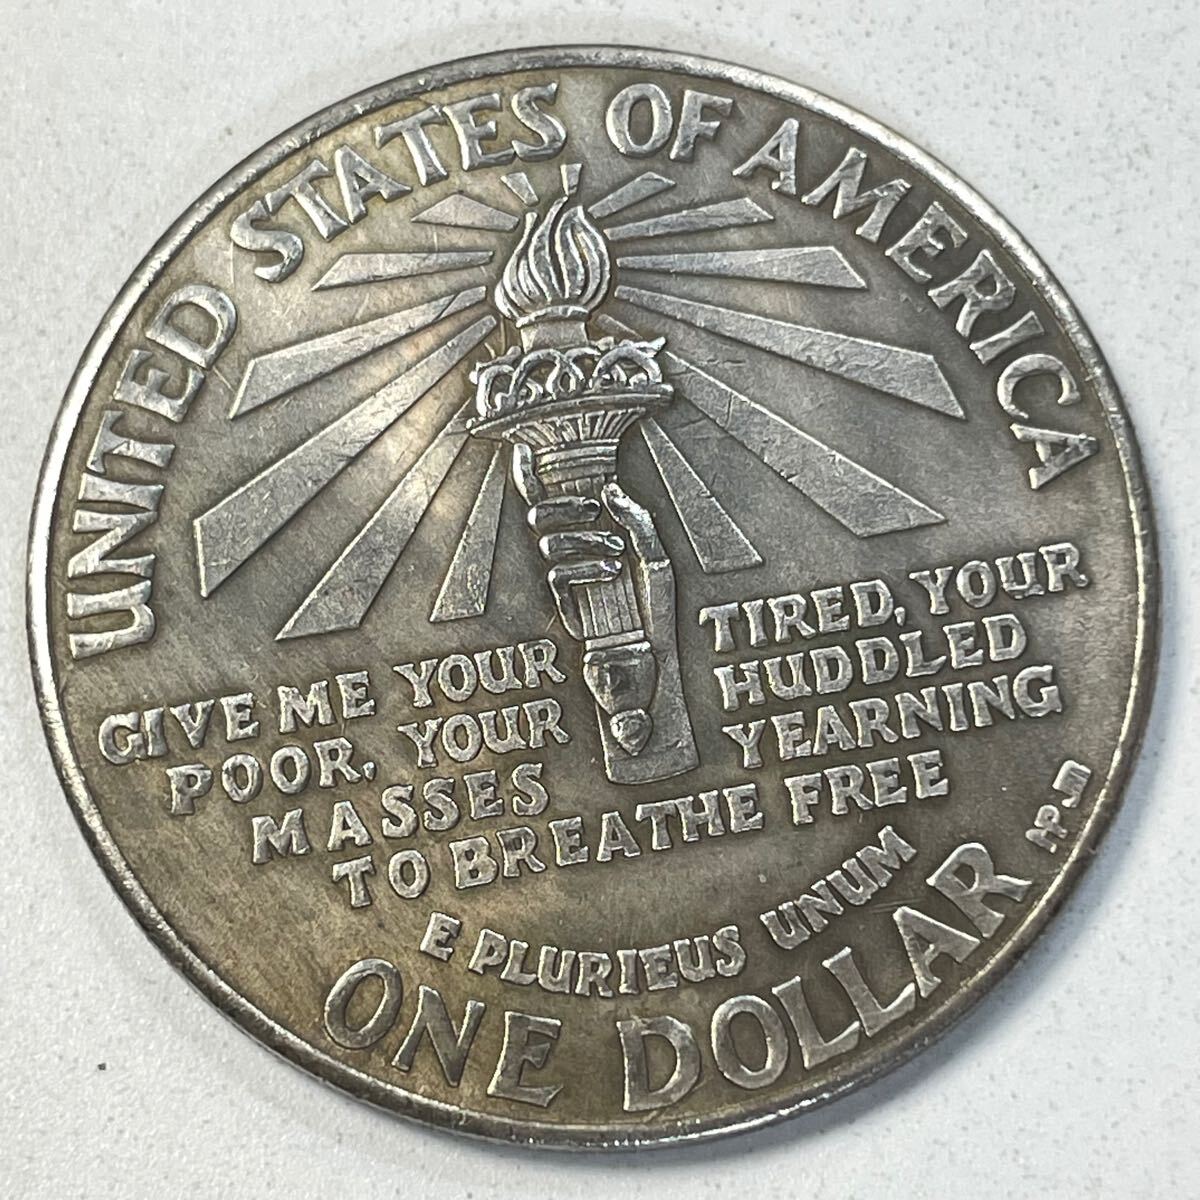 UNITED STATES OF AMERICA
GIVE ME YOUR TIRED, YOUR
POOR, YOUR HUDDLED
MASSES YEARNING
TO BREATHE FREE
E PLURIEUS UNUM
ONE DOLLAR